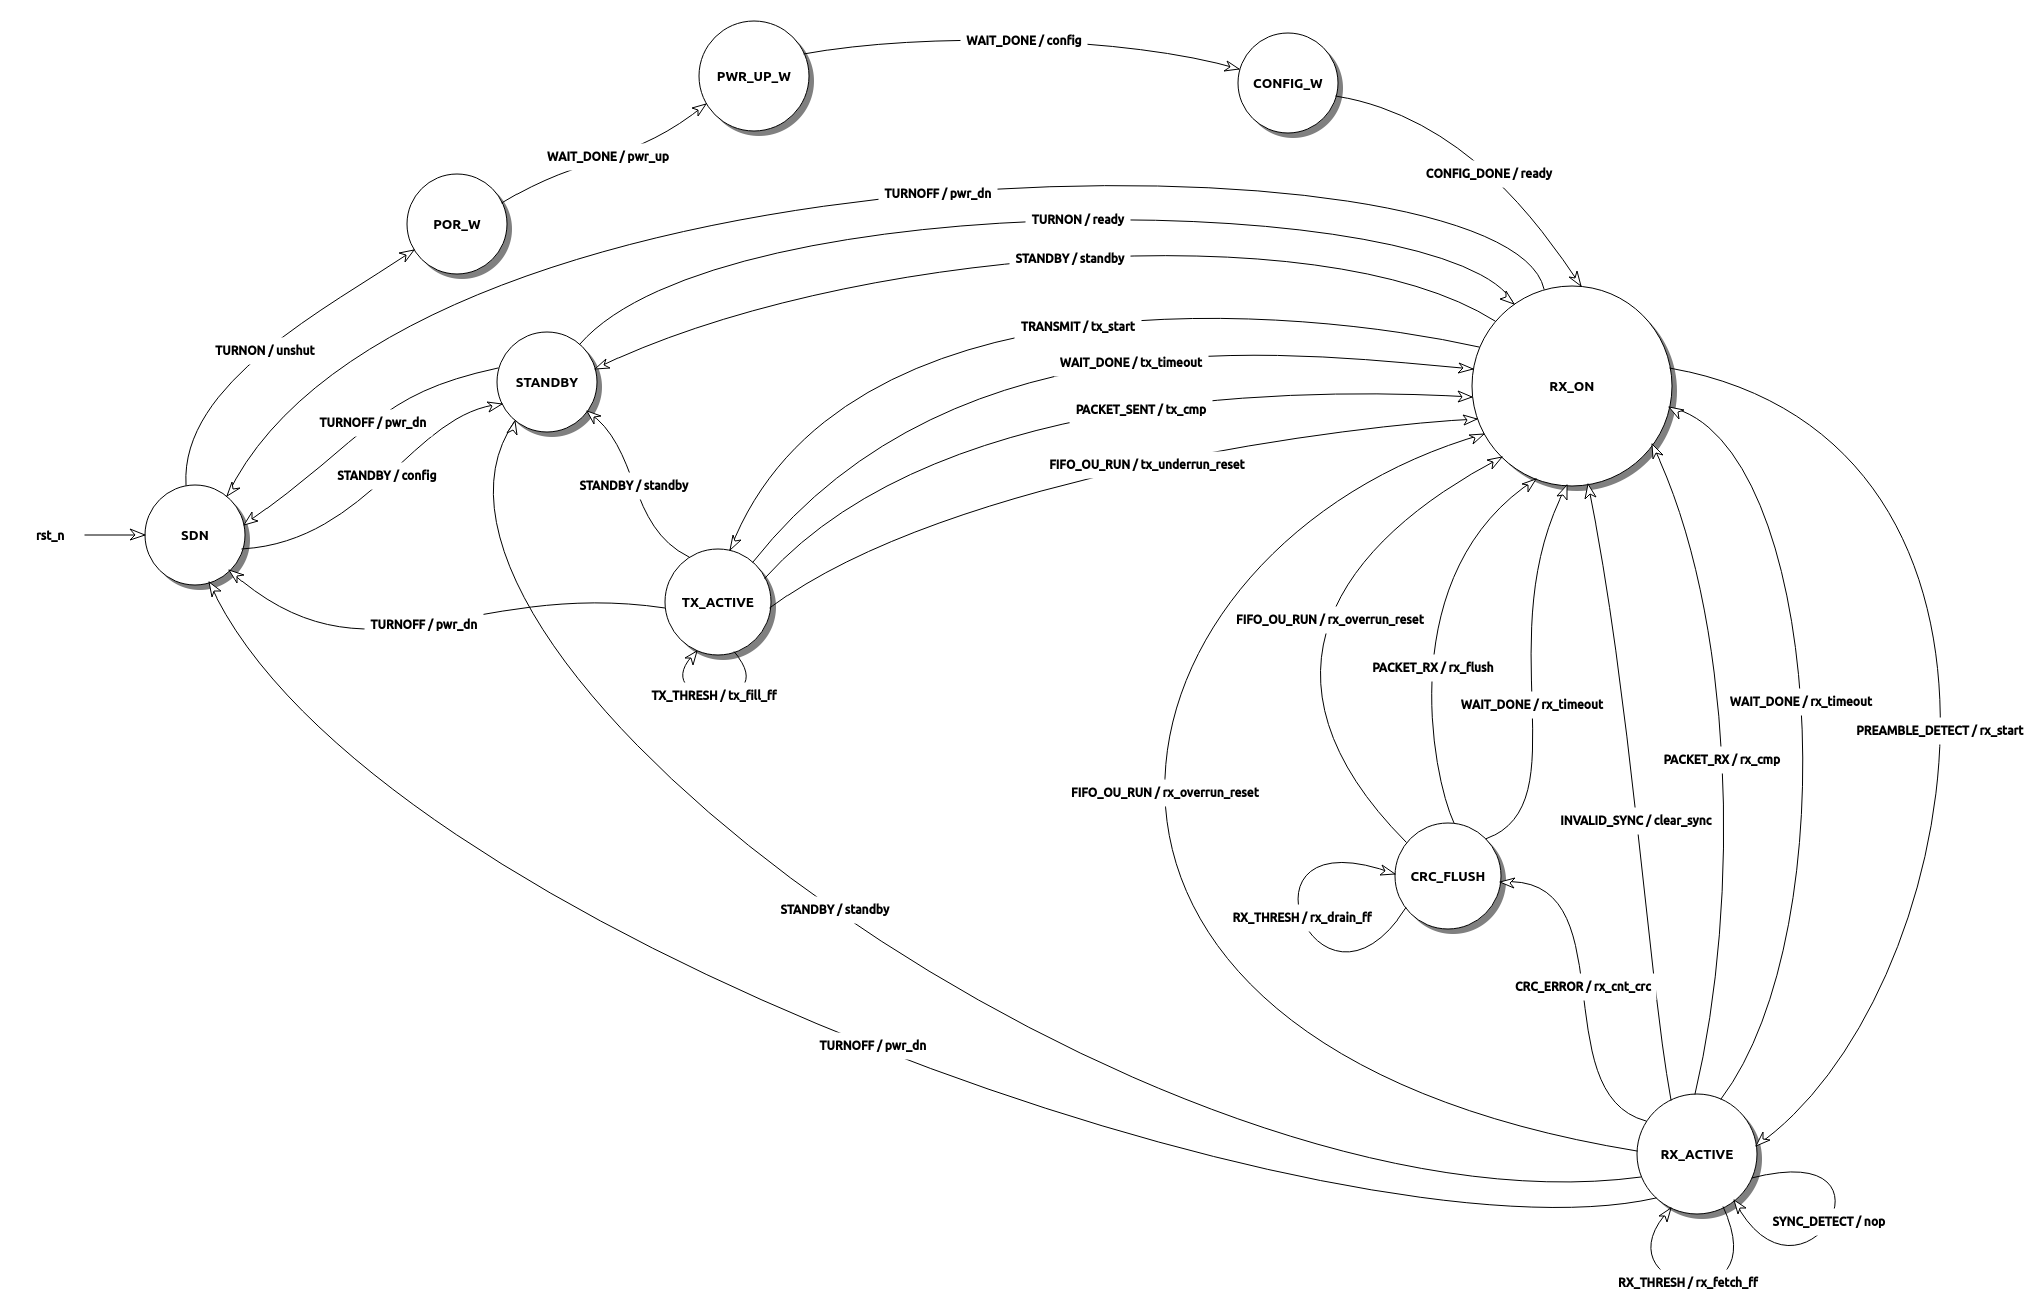 WAIT_DONE / config
PWR_UP_W
CONFIG_W
WAIT_DONE / pwr_up
CONFIG_DONE / ready
TURNOFF / pwr_dn
POR_W
TURNON / ready
STANDBY / standby
TRANSMIT / tx_start
TURNON / unshut
WAIT_DONE / tx_timeout
STANDBY
RX_ON
PACKET_SENT / tx_cmp
TURNOFF / pwr_dn
FIFO_OU_RUN / tx_underrun_reset
STANDBY / config
STANDBY / standby
rst_n
SDN
TX_ACTIVE
FIFO_OU_RUN / rx_overrun_reset
TURNOFF / pwr_dn
PACKET_RX / rx_flush
TX_THRESH / tx_fill_ff
WAIT_DONE / rx_timeout
WAIT_DONE / rx_timeout
PREAMBLE_DETECT / rx_start
PACKET_RX / rx_cmp
FIFO_OU_RUN / rx_overrun_reset
INVALID_SYNC / clear_sync
CRC_FLUSH
STANDBY / standby
RX_THRESH / rx_drain_ff
CRC_ERROR / rx_cnt_crc
TURNOFF / pwr_dn
RX_ACTIVE
SYNC_DETECT / nop
RX_THRESH / rx_fetch_ff